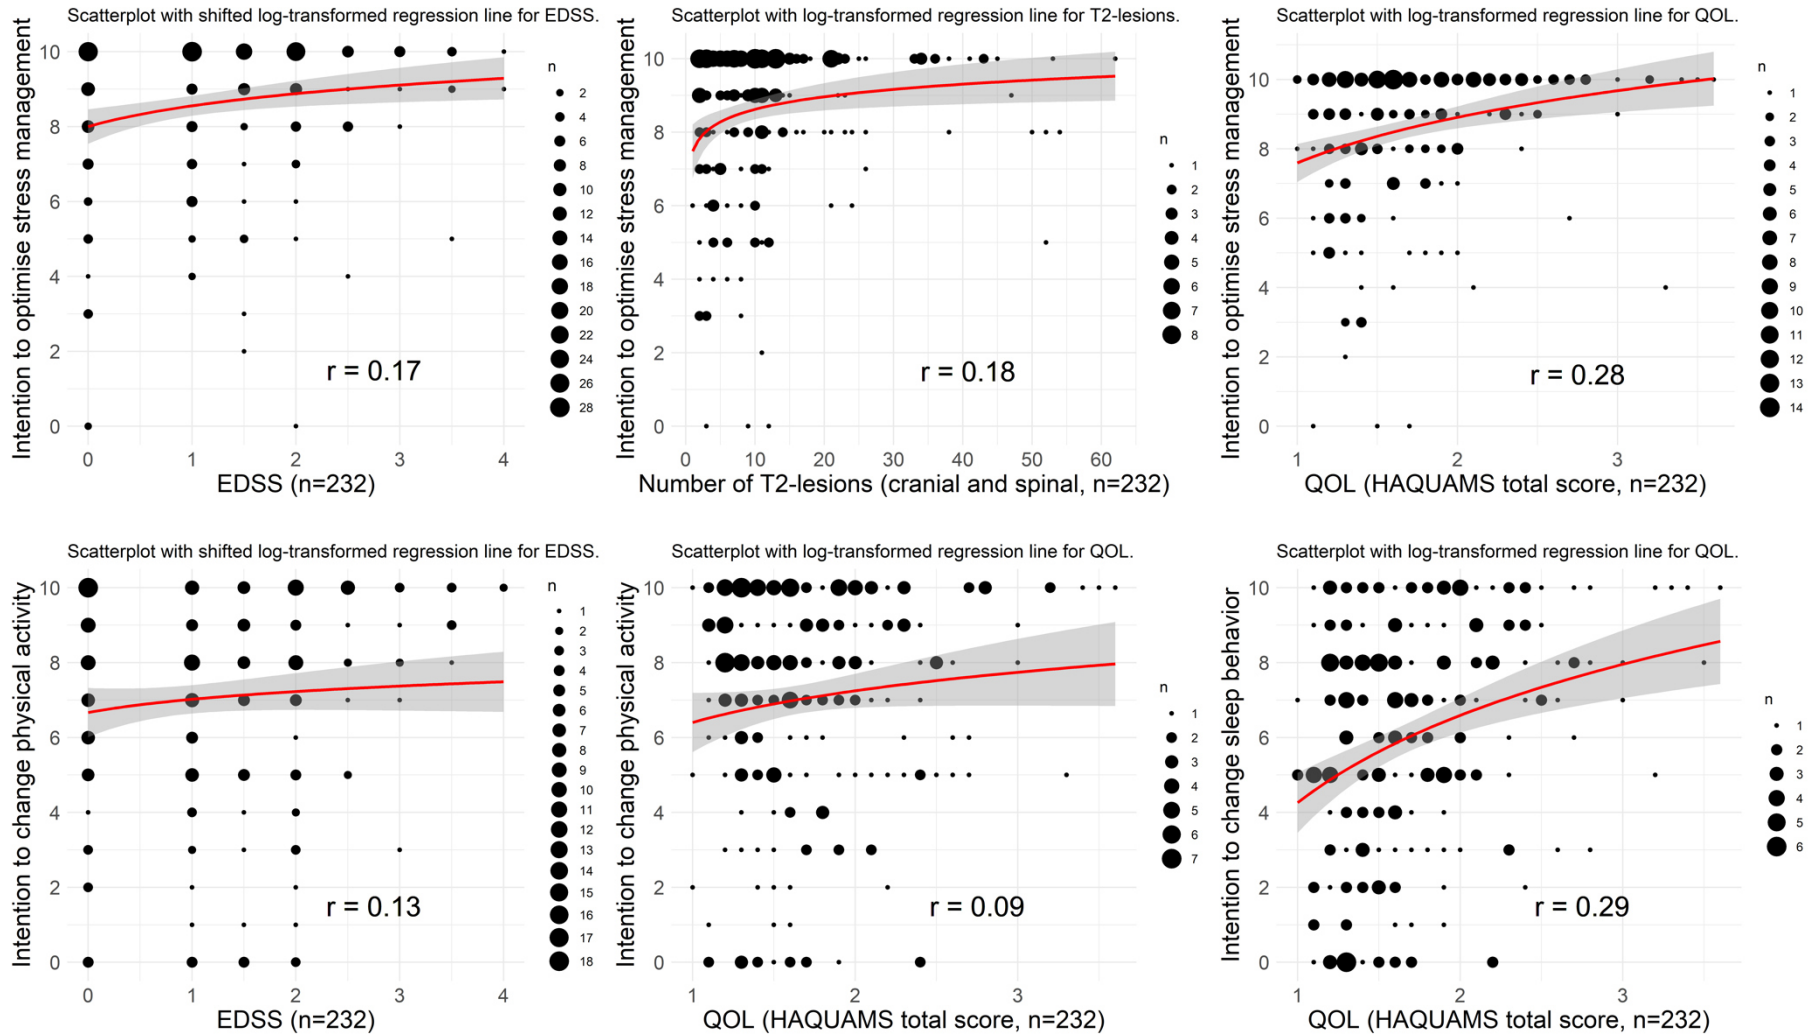 Scatterplot with shifted log-transformed regression line for EDSS.
Intention to optimise stress management
10
8
6
4
2
0
r = 0.17
0 1 2 3 4
EDSS (n=232)
n
2
4
6
8
10
12
14
16
18
20
22
24
26
28
Scatterplot with log-transformed regression line for T2-lesions.
Intention to optimise stress management
10
8
6
4
2
0
r = 0.18
0 10 20 30 40 50 60
Number of T2-lesions (cranial and spinal, n=232)
n
1
2
3
4
5
6
7
8
Scatterplot with log-transformed regression line for QOL.
Intention to optimise stress management
10
8
6
4
2
0
r = 0.28
1 2 3
QOL (HAQUAMS total score, n=232)
n
1
2
3
4
5
6
7
8
9
10
11
12
13
14
Scatterplot with shifted log-transformed regression line for EDSS.
Intention to change physical activity
10
8
6
4
2
0
r = 0.13
0 1 2 3 4
EDSS (n=232)
n
1
2
3
4
5
6
7
8
9
10
11
12
13
14
15
16
17
18
Scatterplot with log-transformed regression line for QOL.
Intention to change physical activity
10
8
6
4
2
0
r = 0.09
1 2 3
QOL (HAQUAMS total score, n=232)
n
1
2
3
4
5
6
7
Scatterplot with log-transformed regression line for QOL.
Intention to change sleep behavior
10
8
6
4
2
0
r = 0.29
1 2 3
QOL (HAQUAMS total score, n=232)
n
1
2
3
4
5
6